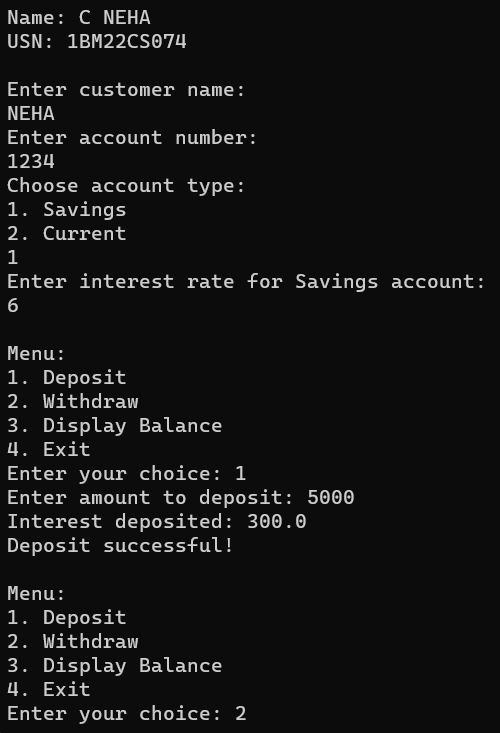 Name: C NEHA
USN: 1BM22CS074
Enter customer name:
NEHA
Enter account number:
1234
Choose account type:
1. Savings
2. Current
1
Enter interest rate for Savings account:
6
Menu:
1. Deposit
2. Withdraw
3. Display Balance
4. Exit
Enter your choice: 1
Enter amount to deposit: 5000
Interest deposited: 300.0
Deposit successful!
Menu:
1. Deposit
2. Withdraw
3. Display Balance
4. Exit
Enter your choice: 2